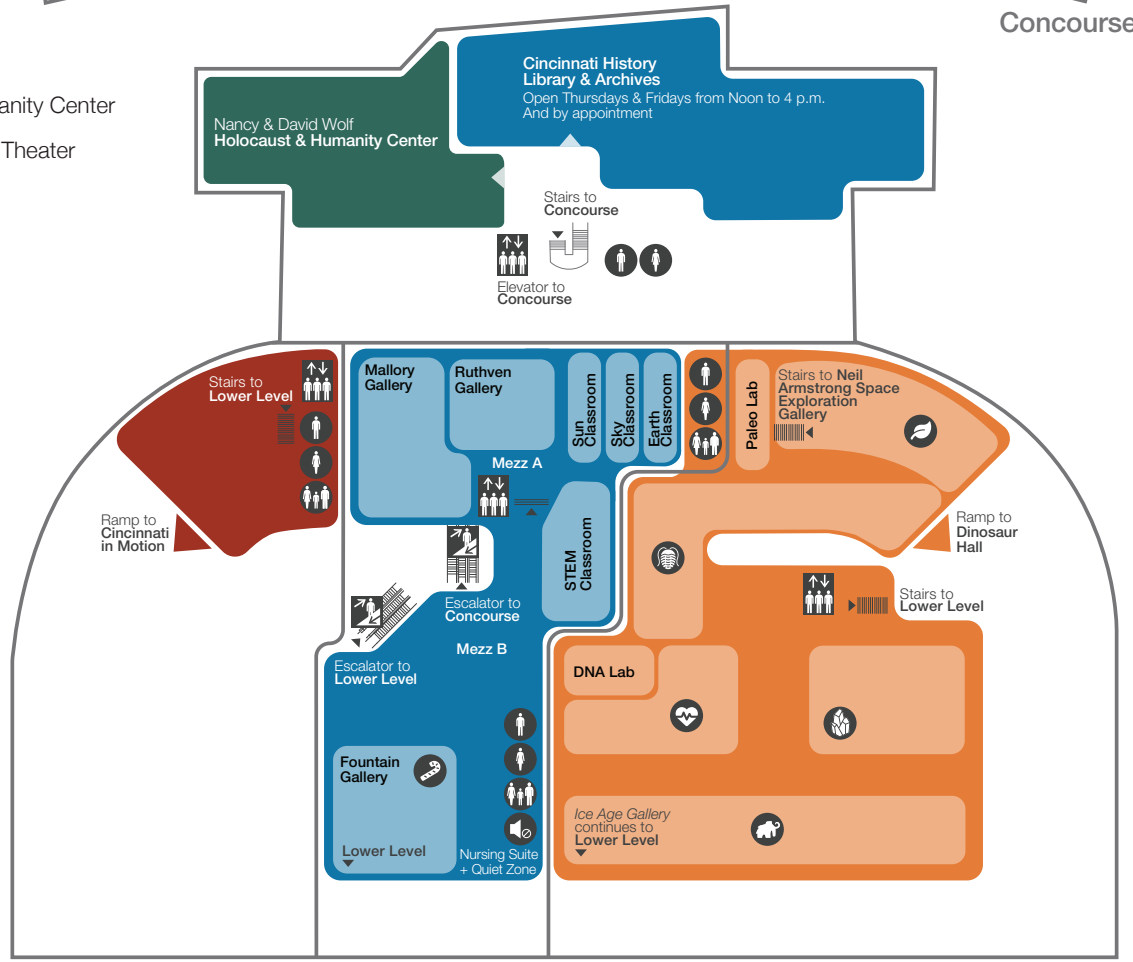 Concourse
anity Center
Theater
Cincinnati History
Library & Archives
Open Thursdays & Fridays from Noon to 4 p.m.
And by appointment
Nancy & David Wolf
Holocaust & Humanity Center
Stairs to
Concourse
Elevator to
Concourse
Stairs to
Lower Level
Ramp to
Cincinnati
in Motion
Mallory
Gallery
Ruthven
Gallery
Sun
Classroom
Sky
Classroom
Earth
Classroom
Mezz A
STEM
Classroom
Paleo Lab
Stairs to Neil
Armstrong Space
Exploration
Gallery
Ramp to
Dinosaur
Hall
Stairs to
Lower Level
Escalator to
Concourse
Mezz B
Escalator to
Lower Level
DNA Lab
Fountain
Gallery
Lower Level
Nursing Suite
+ Quiet Zone
Ice Age Gallery
continues to
Lower Level